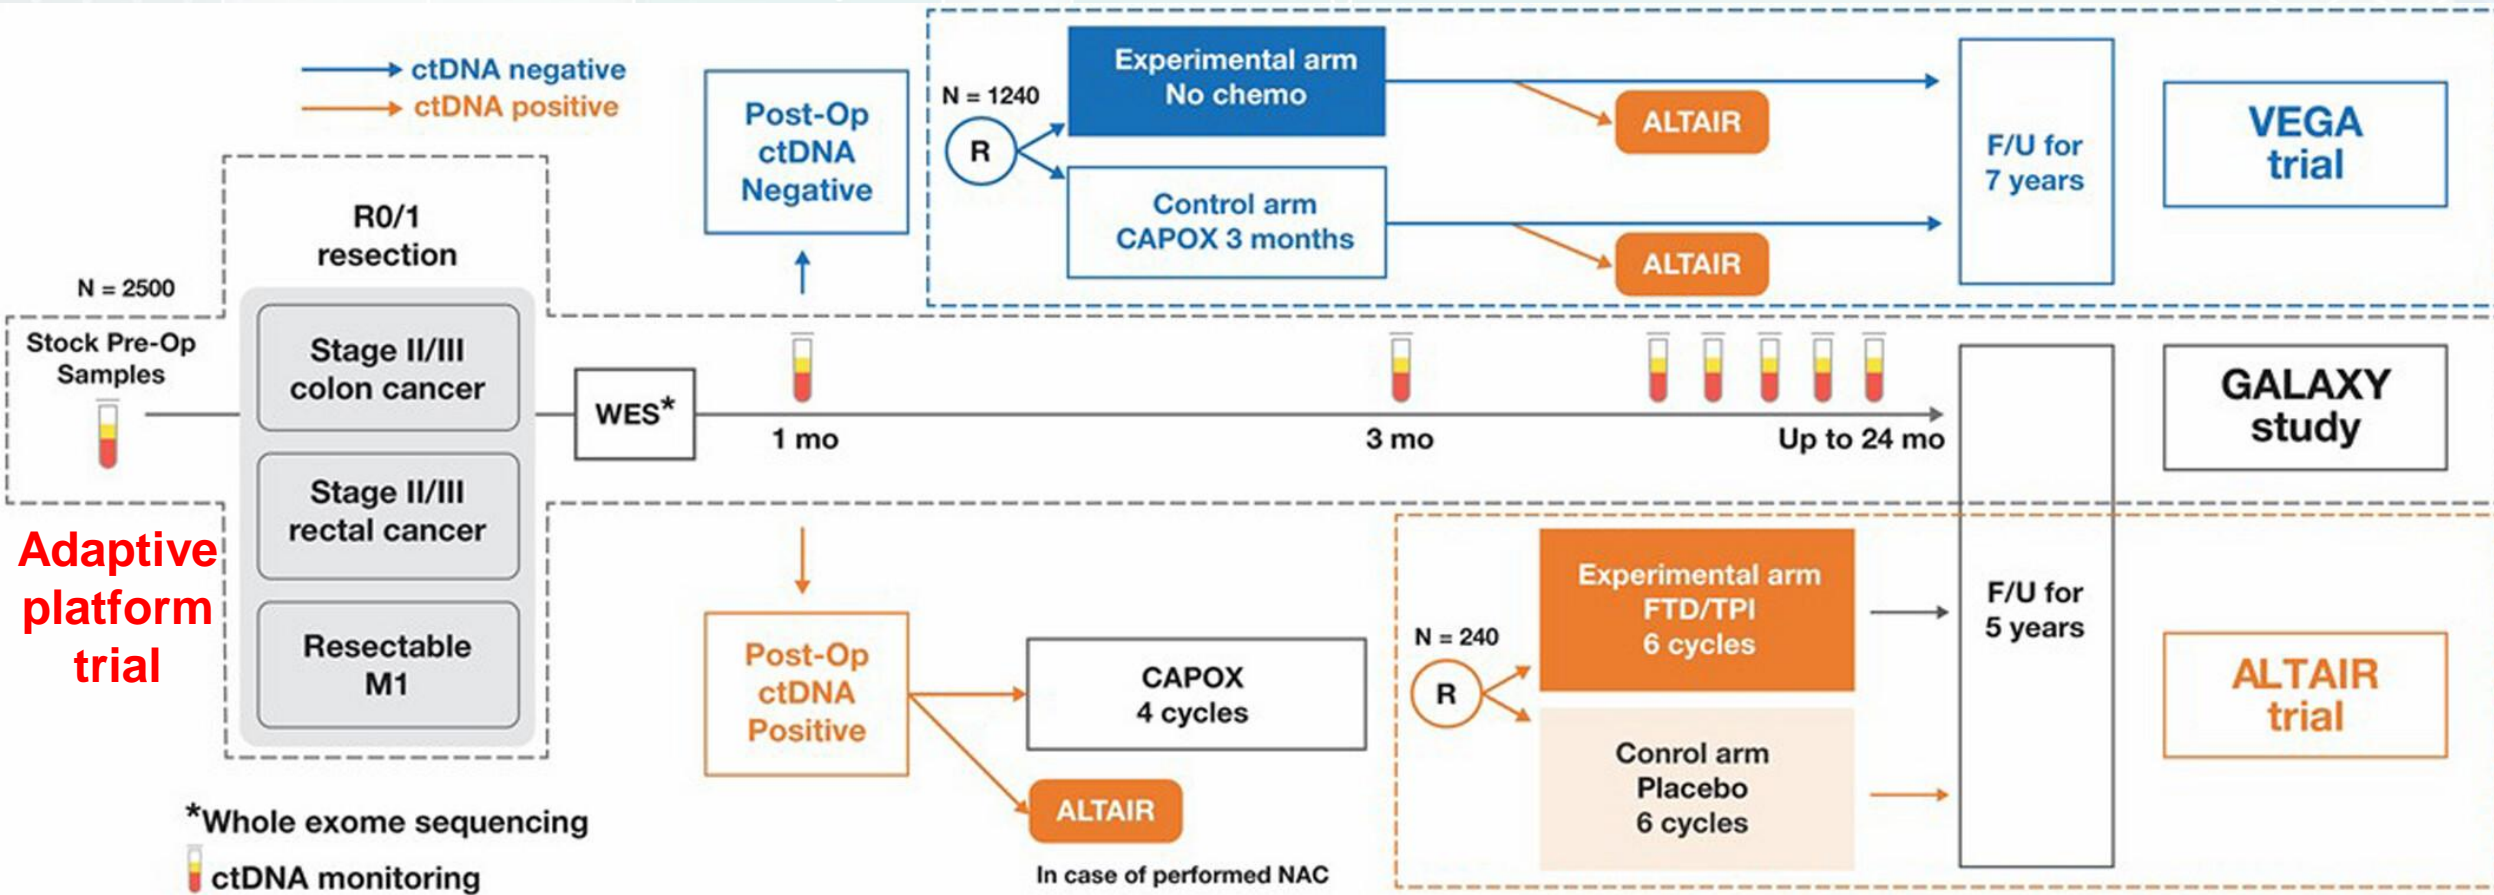 ctDNA negative
ctDNA positive
Post-Op
ctDNA
Negative
N = 1240
R
Experimental arm
No chemo
ALTAIR
Control arm
CAPOX 3 months
ALTAIR
F/U for
7 years
VEGA
trial
R0/1
resection
N = 2500
Stock Pre-Op
Samples
Stage II/III
colon cancer
Stage II/III
rectal cancer
Resectable
M1
WES*
1 mo
3 mo
Up to 24 mo
GALAXY
study
Adaptive
platform
trial
Post-Op
ctDNA
Positive
CAPOX
4 cycles
ALTAIR
In case of performed NAC
N = 240
R
Experimental arm
FTD/TPI
6 cycles
Conrol arm
Placebo
6 cycles
F/U for
5 years
ALTAIR
trial
*Whole exome sequencing
ctDNA monitoring